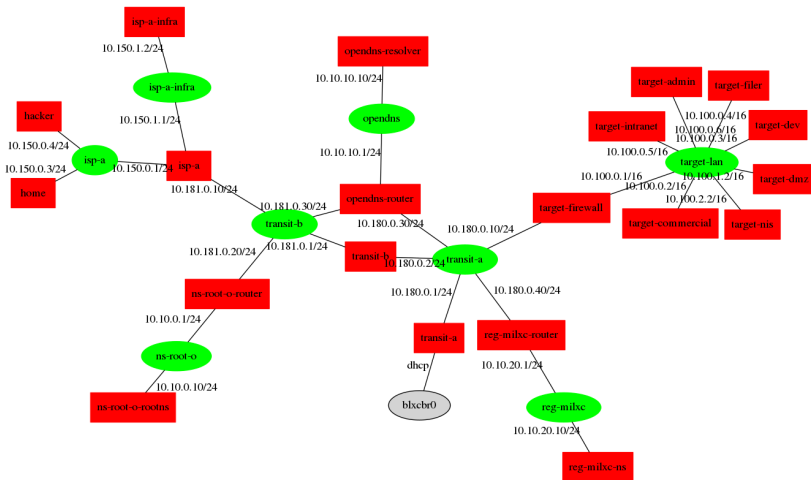 isp-a-infra
10.150.1.2/24
isp-a-infra
10.150.1.1/24
opendns-resolver
10.10.10.10/24
opendns
10.10.10.1/24
target-admin
target-filer
10.100.0.4/16
target-intranet
10.100.0.6/16
target-dev
10.100.0.3/16
10.100.0.5/16
target-lan
hacker
10.150.0.4/24
isp-a
10.150.0.3/24
10.150.0.1/24
isp-a
home
10.181.0.10/24
10.100.0.1/16
10.100.1.2/16
target-dmz
10.100.0.2/16
opendns-router
10.181.0.30/24
target-firewall
10.100.2.2/16
transit-b
10.180.0.30/24
10.180.0.10/24
target-commercial
target-nis
10.181.0.20/24
10.181.0.1/24
transit-b
10.180.0.2/24
transit-a
ns-root-o-router
10.180.0.1/24
10.180.0.40/24
10.10.0.1/24
transit-a
reg-milxc-router
ns-root-o
dhcp
10.10.20.1/24
10.10.0.10/24
ns-root-o-rootns
blxcbr0
reg-milxc
10.10.20.10/24
reg-milxc-ns